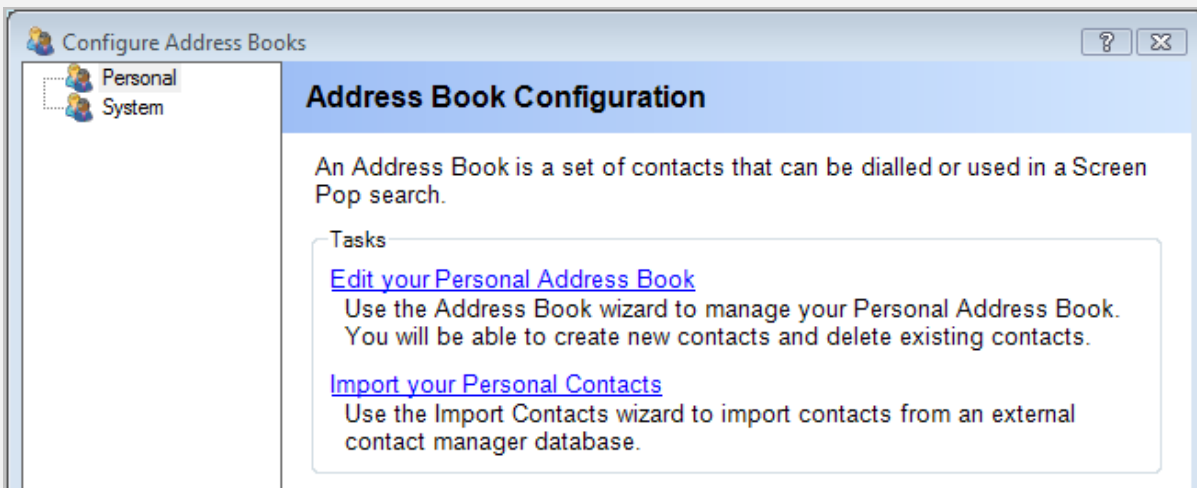 Configure Address Books
Personal
System
Address Book Configuration
An Address Book is a set of contacts that can be dialled or used in a Screen
Pop search.
Tasks
Edit your Personal Address Book
Use the Address Book wizard to manage your Personal Address Book.
You will be able to create new contacts and delete existing contacts.
Import your Personal Contacts
Use the Import Contacts wizard to import contacts from an external
contact manager database.